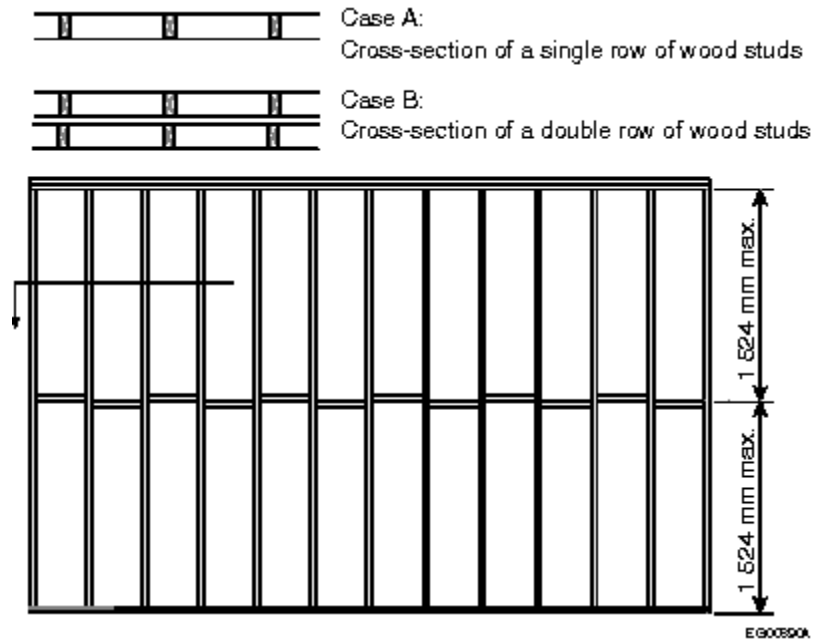 Case A:
Cross-section of a single row of wood studs
Case B:
Cross-section of a double row of wood studs
1 524 mm max.
1 524 mm max.